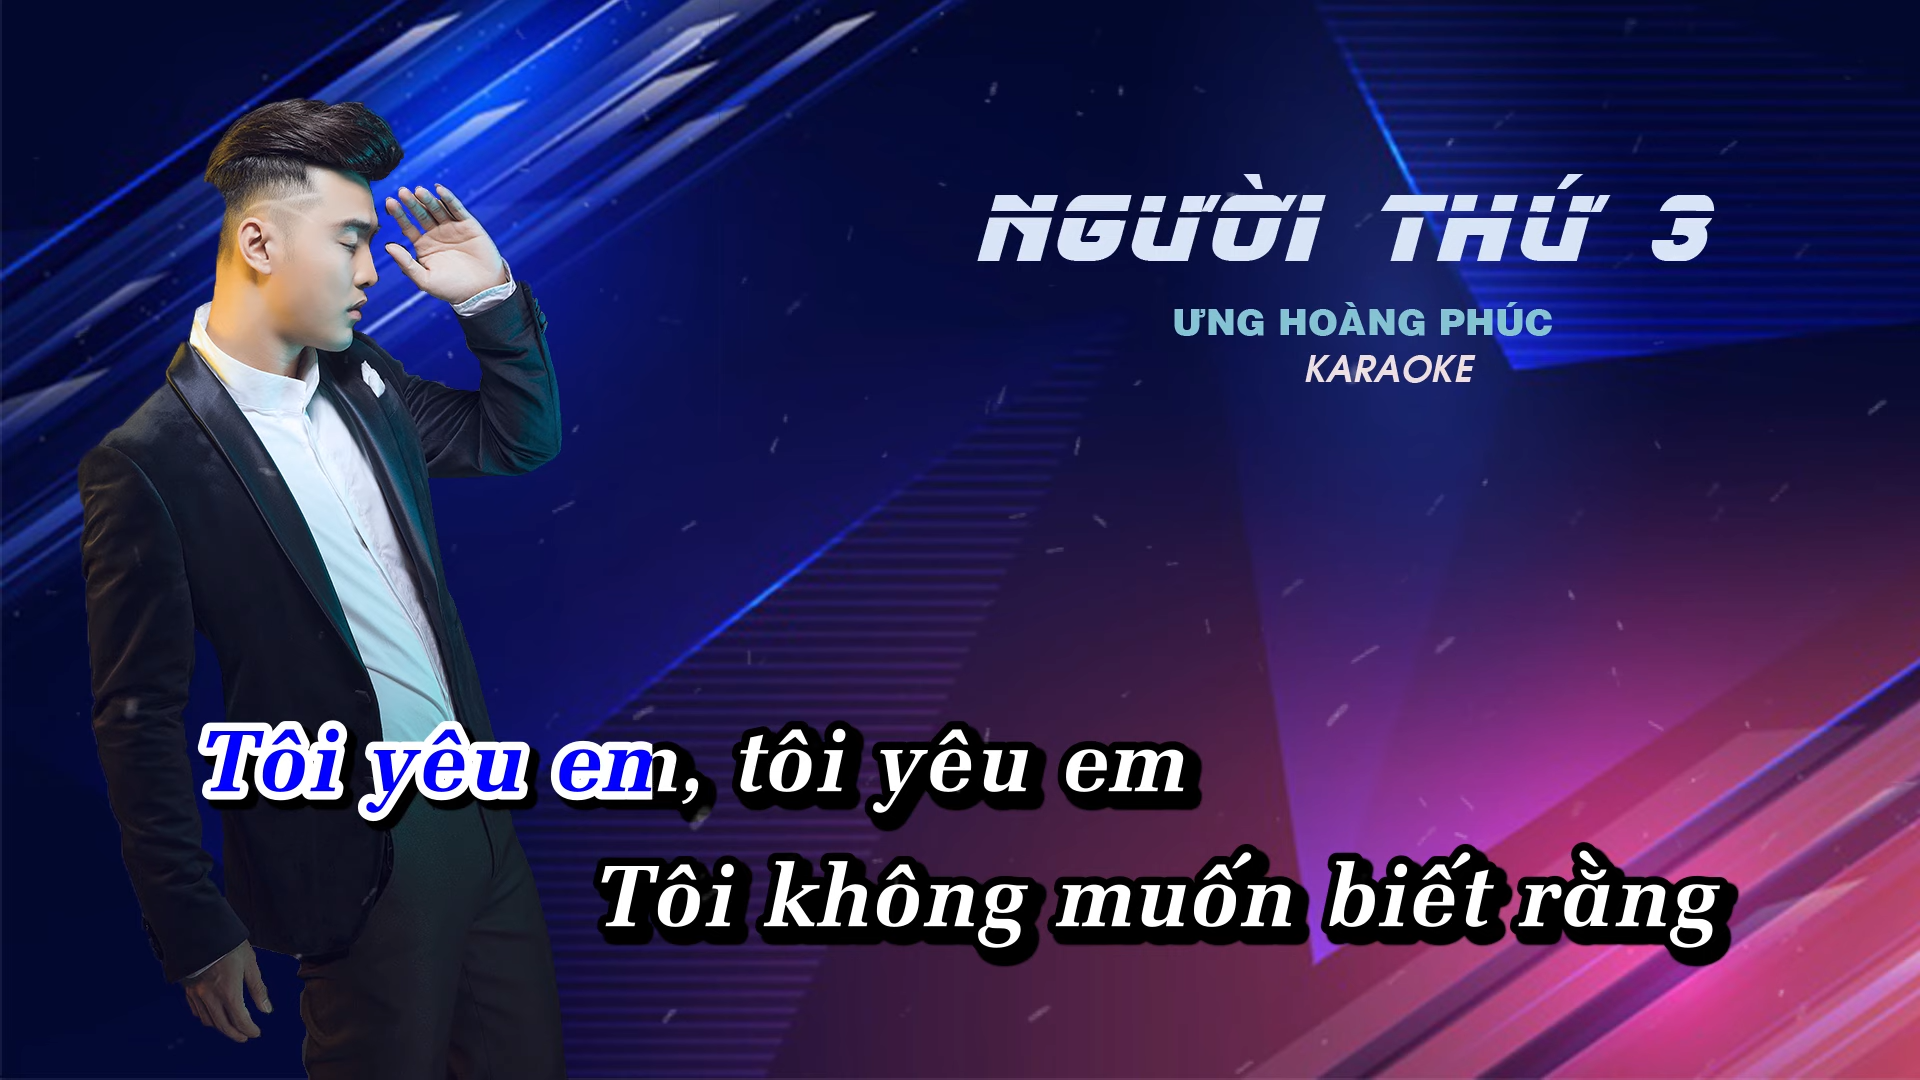 NGƯỜI THỨ 3
ƯNG HOÀNG PHÚC
KARAOKE
Tôi yêu em, tôi yêu em
Tôi không muốn biết rằng